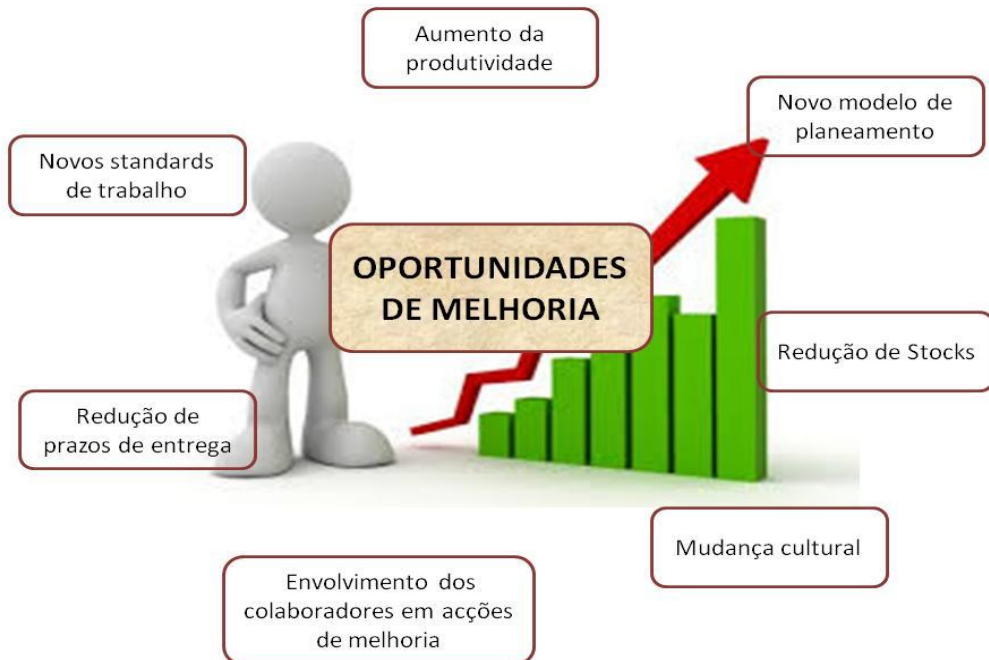 Aumento da
produtividade
Novo modelo de
planeamento
Novos standards
de trabalho
OPORTUNIDADES
DE MELHORIA
Redução de Stocks
Redução de
prazos de entrega
Mudança cultural
Envolvimento dos
colaboradores em acções
de melhoria